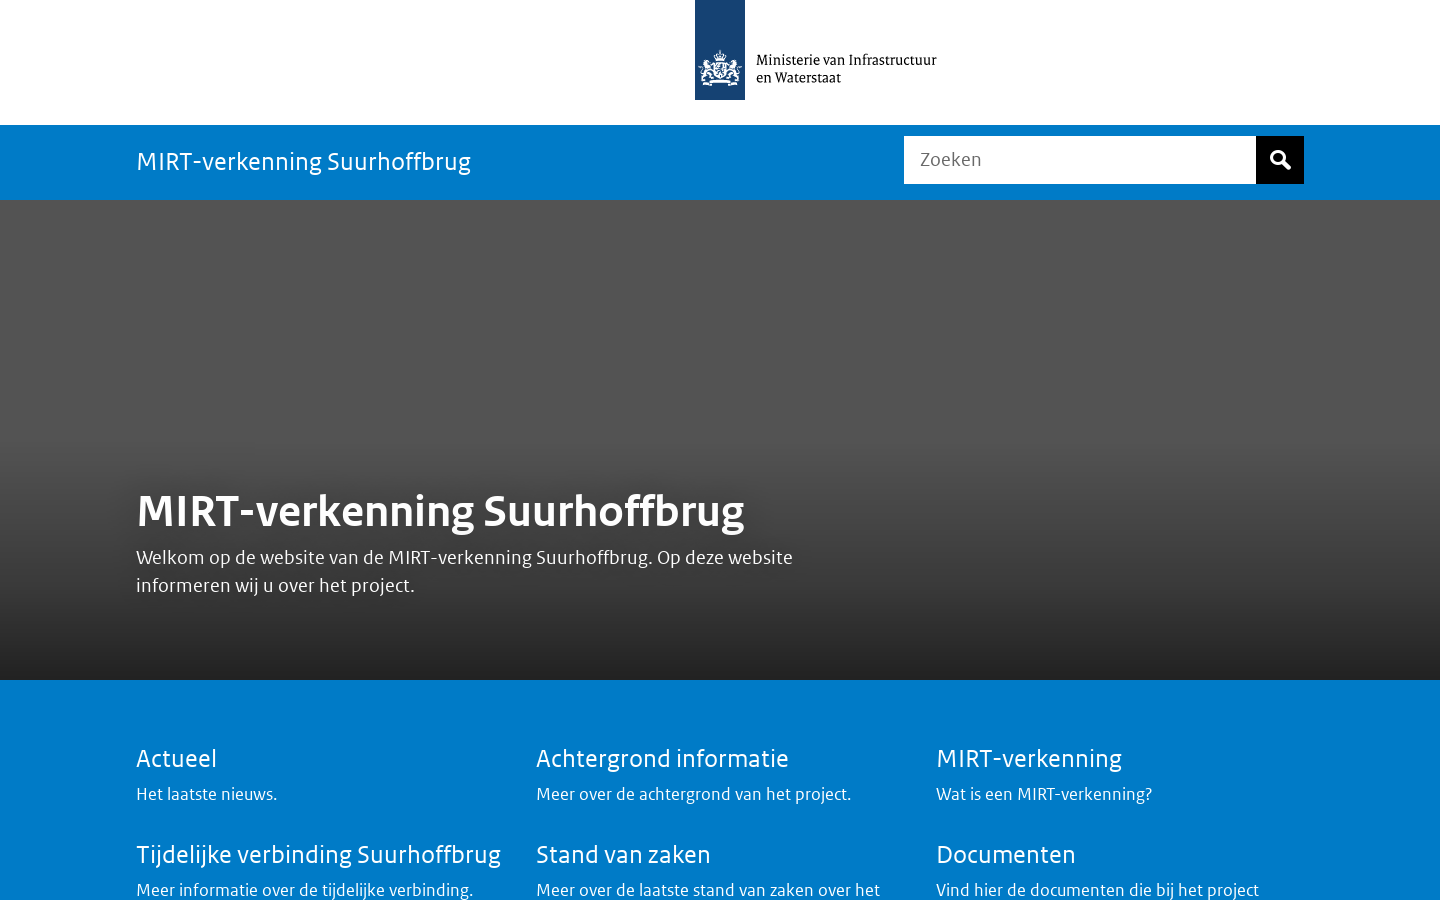 Ministerie van Infrastructuur
en Waterstaat
MIRT-verkenning Suurhoffbrug
Zoeken
MIRT-verkenning Suurhoffbrug
Welkom op de website van de MIRT-verkenning Suurhoffbrug. Op deze website
informeren wij u over het project.
Actueel
Het laatste nieuws.
Achtergrond informatie
Meer over de achtergrond van het project.
MIRT-verkenning
Wat is een MIRT-verkenning?
Tijdelijke verbinding Suurhoffbrug
Meer informatie over de tijdelijke verbinding.
Stand van zaken
Meer over de laatste stand van zaken over het
Documenten
Vind hier de documenten die bij het project